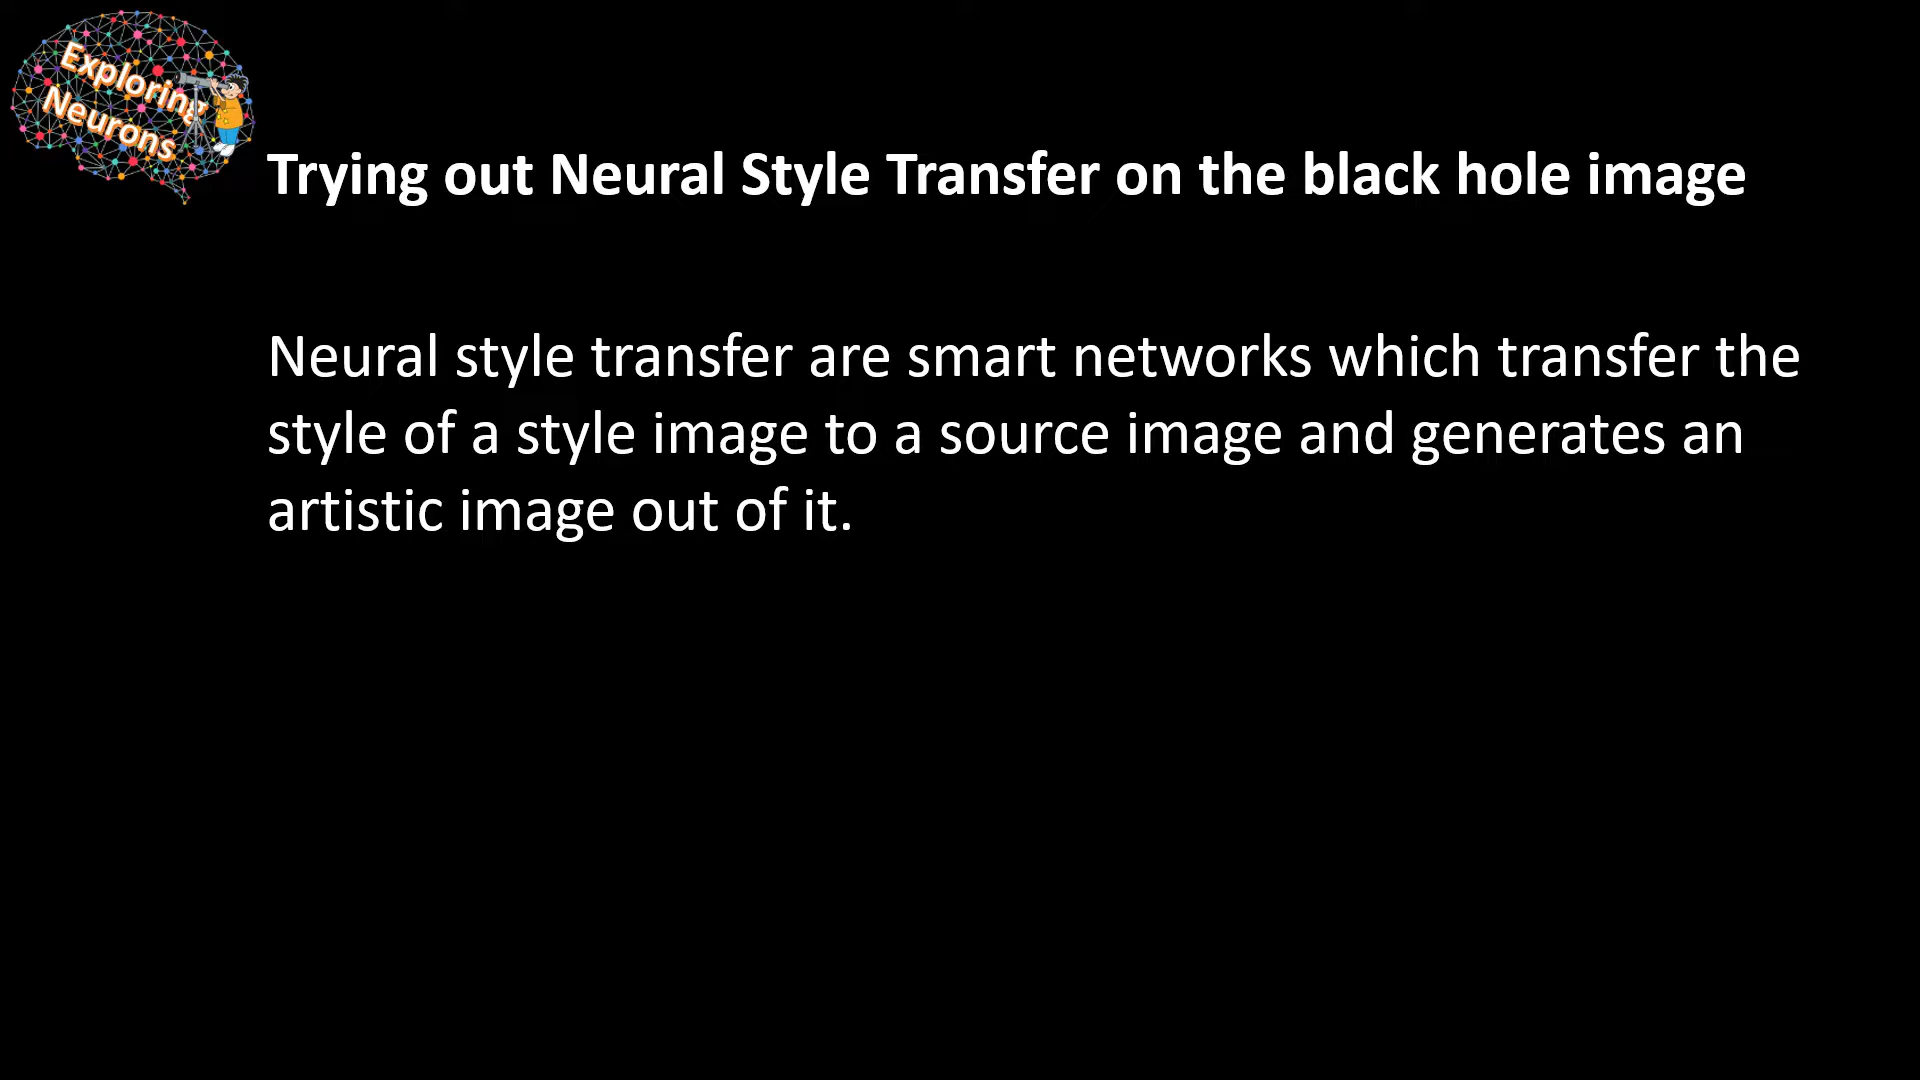 Exploring
Neurons
Trying out Neural Style Transfer on the black hole image
Neural style transfer are smart networks which transfer the
style of a style image to a source image and generates an
artistic image out of it.